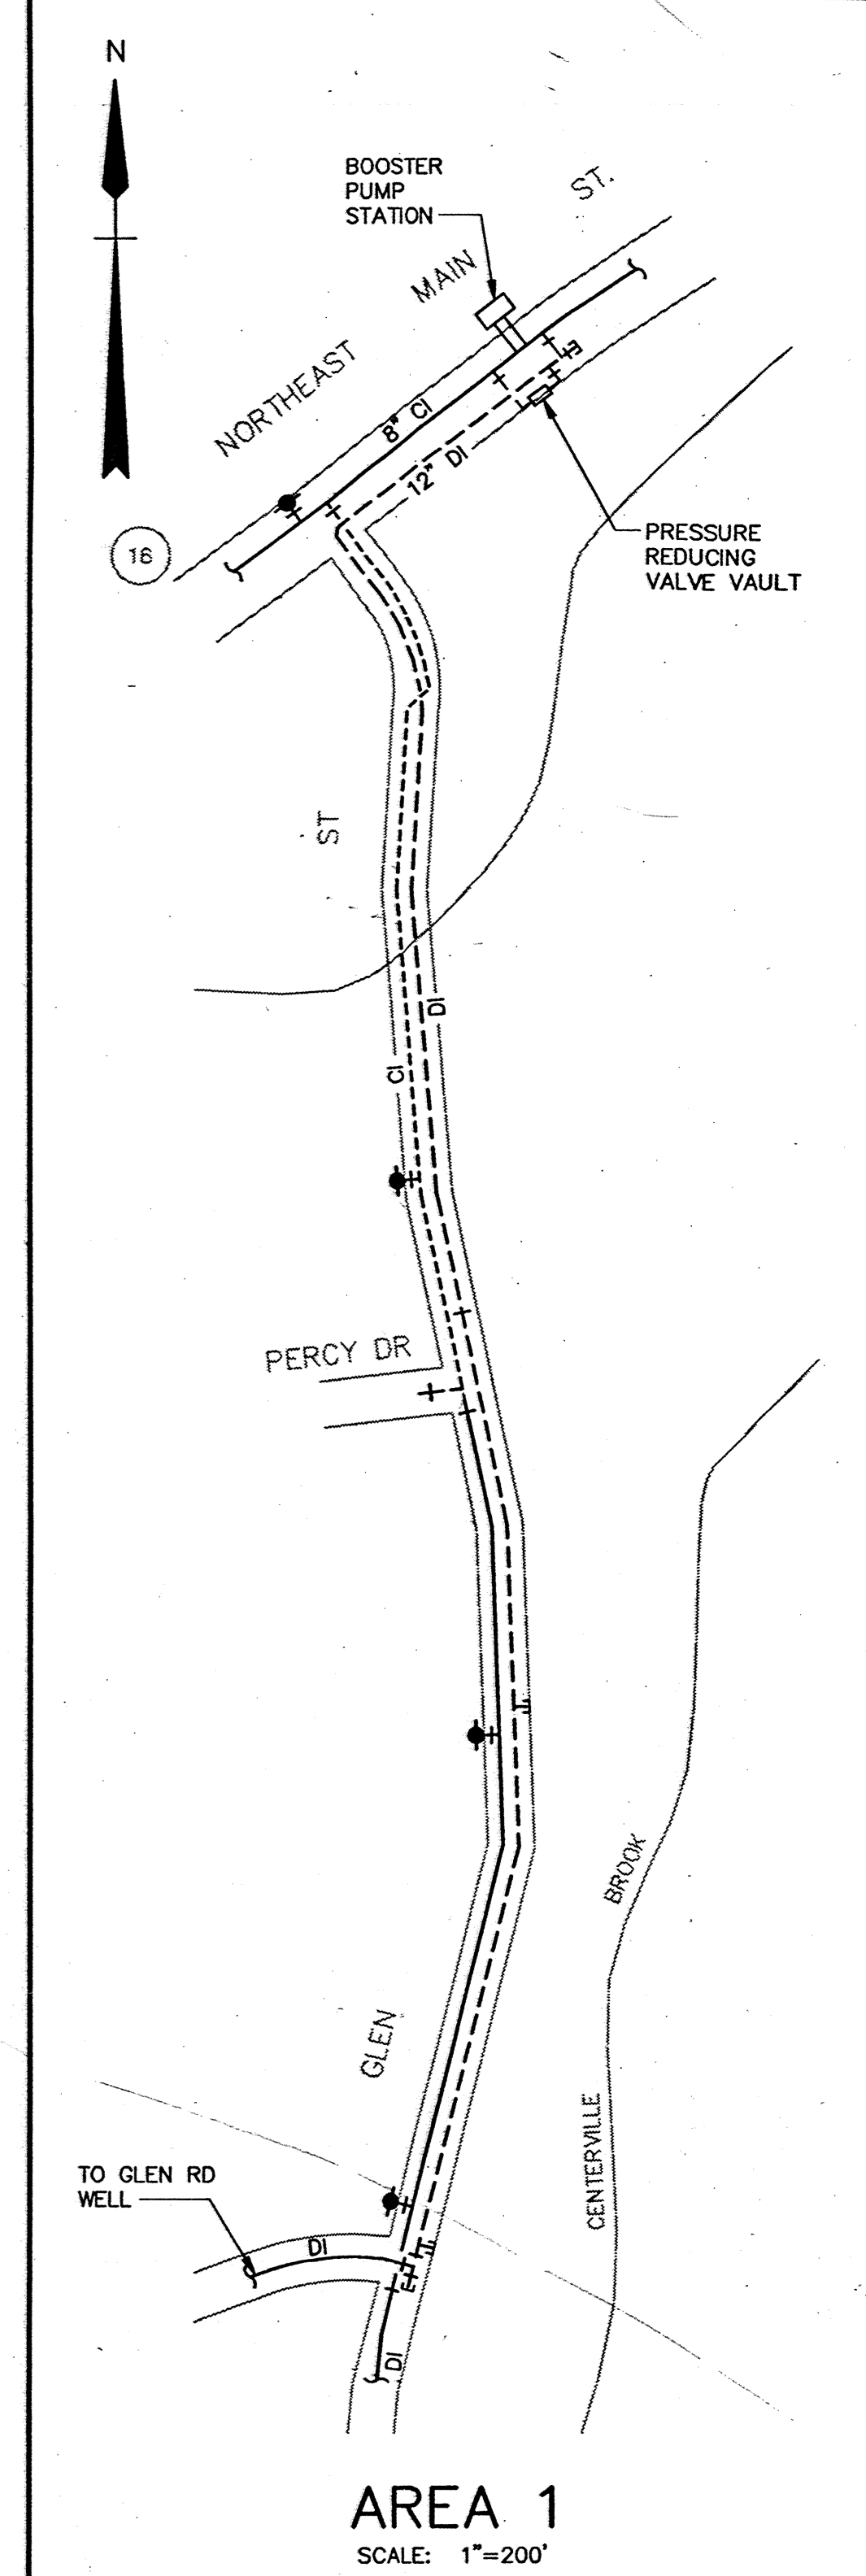 N
BOOSTER
PUMP
STATION
NORTHEAST MAIN ST.
8" CI
12" DI
16
PRESSURE
REDUCING
VALVE VAULT
ST
DI
CI
PERCY DR
BROOK
GLEN
CENTERVILLE
TO GLEN RD
WELL
DI
DI
AREA 1
SCALE: 1"=200'